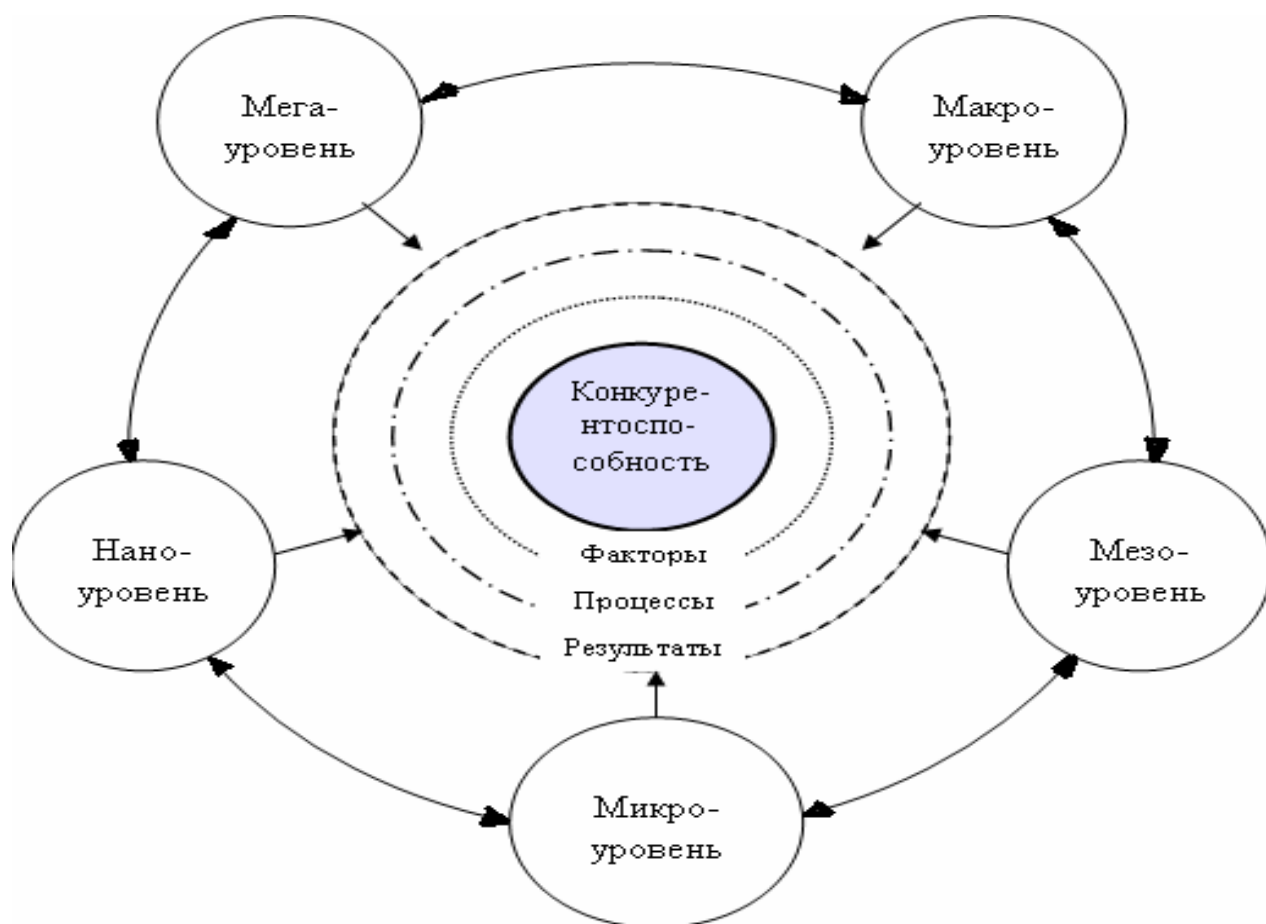 Мега-
уровень
Макро-
уровень
Конкуре-
нтоспо-
собность
Факторы
Процессы
Результаты
Нано-
уровень
Мезо-
уровень
Микро-
уровень